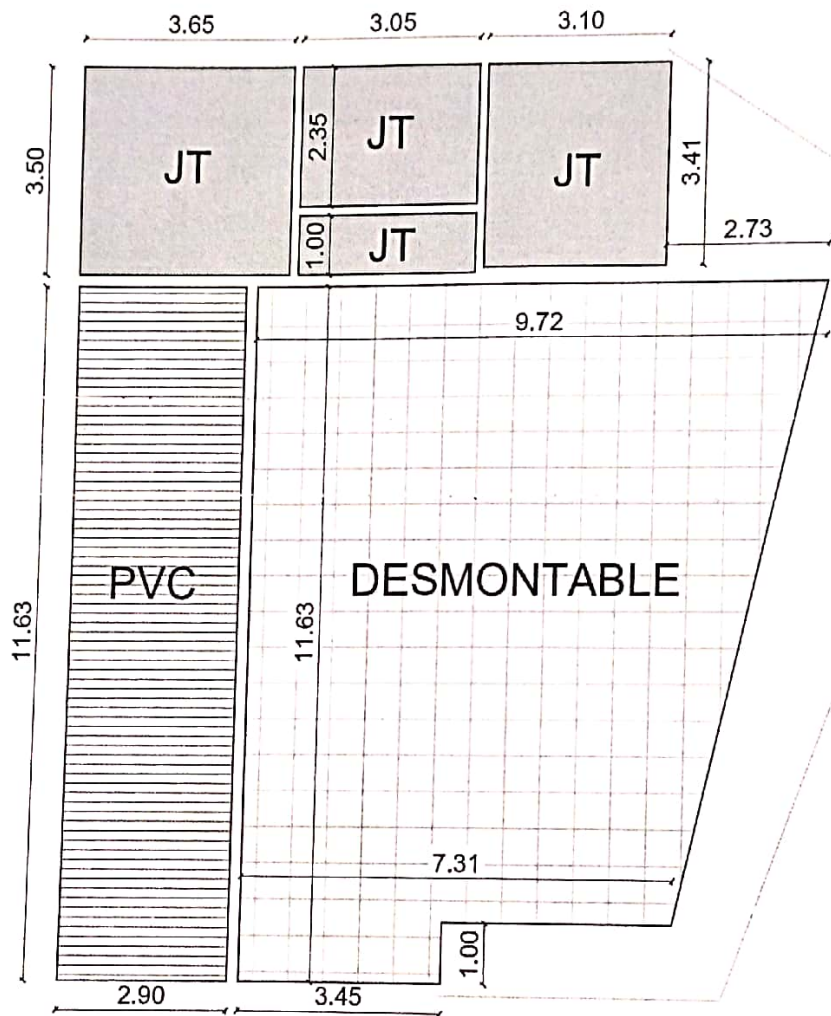 3.65 3.05 3.10
3.50
JT
2.35
JT
JT
3.41
1.00
JT
2.73
9.72
11.63
PVC
11.63
DESMONTABLE
7.31
1.00
2.90
3.45